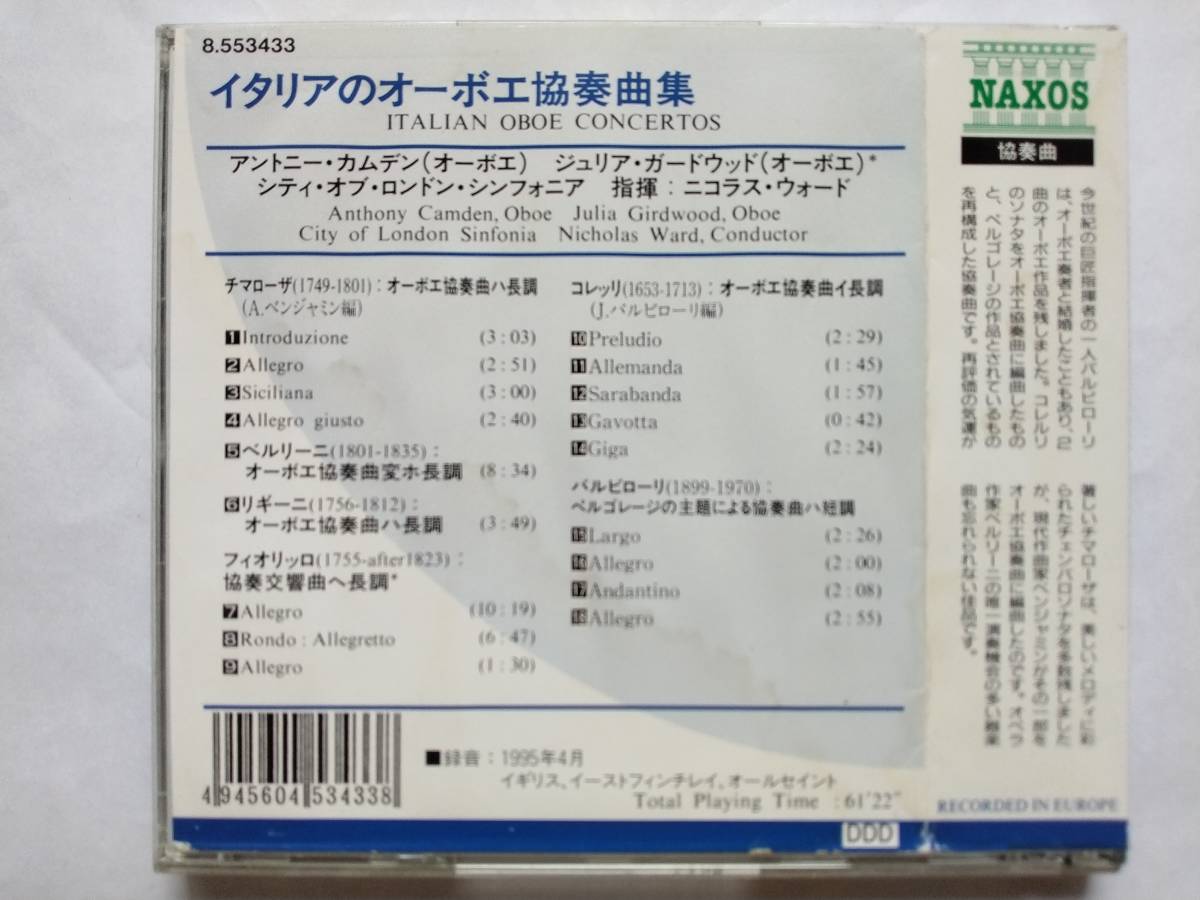 8.553433
イタリアのオーボエ協奏曲集
ITALIAN OBOE CONCERTOS
アントニー・カムデン(オーボエ) ジュリア・ガードウッド(オーボエ)*
シティ・オブ・ロンドン・シンフォニア 指揮：ニコラス・ウォード
Anthony Camden, Oboe Julia Girdwood, Oboe
City of London Sinfonia Nicholas Ward, Conductor
チマローザ(1749-1801)：オーボエ協奏曲ハ長調
(A.ベンジャミン編)
1 Introduzione (3:03)
2 Allegro (2:51)
3 Siciliana (3:00)
4 Allegro giusto (2:40)
5 ベルリーニ(1801-1835)：
オーボエ協奏曲変ホ長調 (8:34)
6 リギーニ(1756-1812)：
オーボエ協奏曲ハ長調 (3:49)
フィオリッロ(1755-after1823)：
協奏交響曲ヘ長調*
7 Allegro (10:19)
8 Rondo : Allegretto (6:47)
9 Allegro (1:30)
コレッリ(1653-1713)：オーボエ協奏曲イ長調
(J.バルビローリ編)
10 Preludio (2:29)
11 Allemanda (1:45)
12 Sarabanda (1:57)
13 Gavotta (0:42)
14 Giga (2:24)
バルビローリ(1899-1970)：
ペルゴレージの主題による協奏曲ハ短調
15 Largo (2:26)
16 Allegro (2:00)
17 Andantino (2:08)
18 Allegro (2:55)
4 945604 534338
■録音：1995年4月
イギリス、イーストフィンチレイ、オールセイント
Total Playing Time : 61'22"
DDD
NAXOS
協奏曲
今世紀の巨匠指揮者の一人バルビローリ
は、オーボエ奏者と結婚したこともあり、2
曲のオーボエ作品を残しました。コレルリ
のソナタをオーボエ協奏曲に編曲したもの
と、ペルゴレージの作品とされているもの
を再構成した協奏曲です。再評価の気運が
著しいチマローザは、美しいメロディに彩
られたチェンバロソナタを多数残しました
が、現代作曲家ベンジャミンがその一部を
オーボエ協奏曲に編曲したのです。オペラ
作家ベルリーニの唯一演奏機会の多い器楽
曲も忘れられない佳品です。
RECORDED IN EUROPE